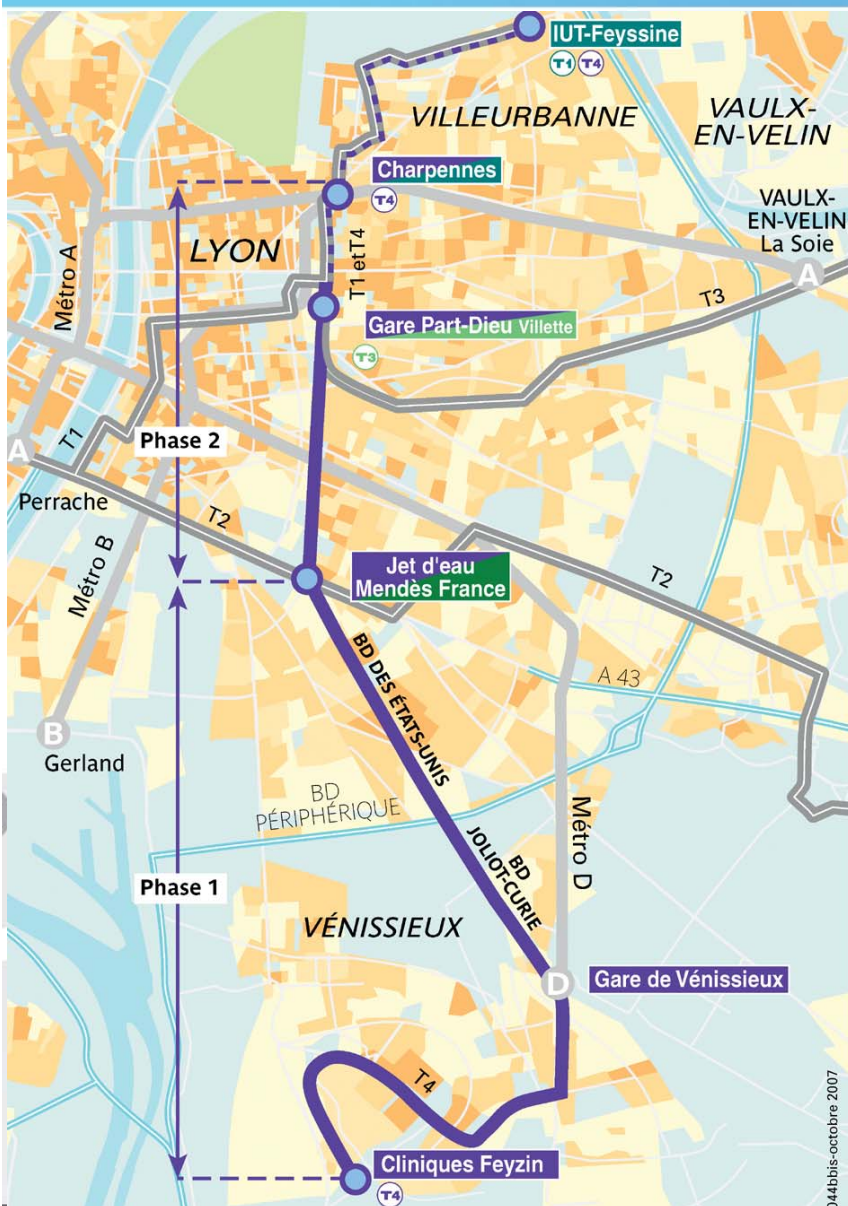 IUT-Feyssine
T1 T4
VILLEURBANNE
VAULX-
EN-VELIN
Charpennes
T4
VAULX-
EN-VELIN
La Soie
A
LYON
Métro A
T1 et T4
T3
Gare Part-Dieu Villette
T3
T1
Phase 2
A
Perrache
T2
Métro B
Jet d'eau
Mendès France
T2
BD DES ÉTATS-UNIS
A 43
B
Gerland
BD
PÉRIPHÉRIQUE
Métro D
BD
JOLIOT-CURIE
Phase 1
VÉNISSIEUX
D
Gare de Vénissieux
T4
Cliniques Feyzin
T4
044bbis-octobre 2007